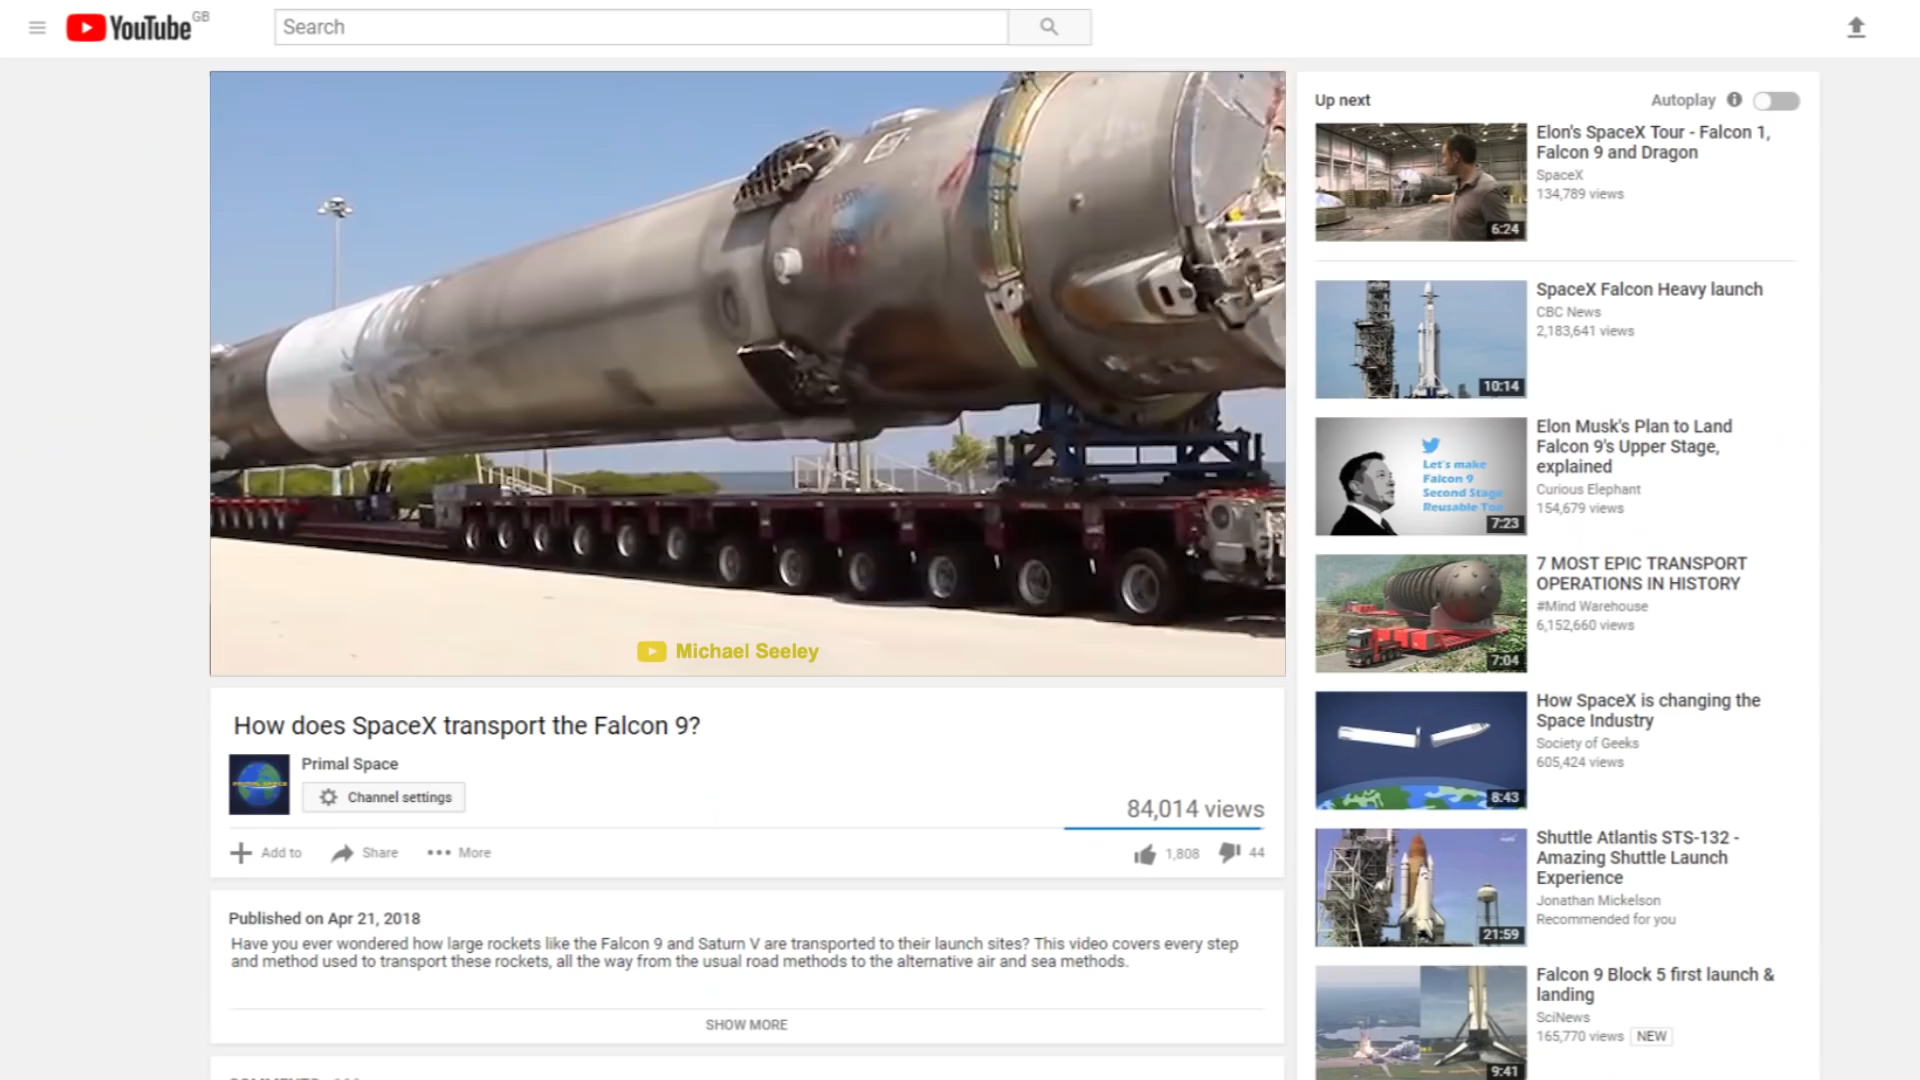 YouTube GB
Search
Michael Seeley
How does SpaceX transport the Falcon 9?
Primal Space
Channel settings
84,014 views
Add to
Share
More
1,808
44
Published on Apr 21, 2018
Have you ever wondered how large rockets like the Falcon 9 and Saturn V are transported to their launch sites? This video covers every step
and method used to transport these rockets, all the way from the usual road methods to the alternative air and sea methods.
SHOW MORE
Up next
Autoplay
Elon's SpaceX Tour - Falcon 1,
Falcon 9 and Dragon
SpaceX
134,789 views
6:24
SpaceX Falcon Heavy launch
CBC News
2,183,641 views
10:14
Elon Musk's Plan to Land
Falcon 9's Upper Stage,
explained
Curious Elephant
154,679 views
Let's make
Falcon 9
Second Stage
Reusable Too
7:23
7 MOST EPIC TRANSPORT
OPERATIONS IN HISTORY
#Mind Warehouse
6,152,660 views
7:04
How SpaceX is changing the
Space Industry
Society of Geeks
605,424 views
8:43
Shuttle Atlantis STS-132 -
Amazing Shuttle Launch
Experience
Jonathan Mickelson
Recommended for you
21:59
Falcon 9 Block 5 first launch &
landing
SciNews
165,770 views NEW
9:41